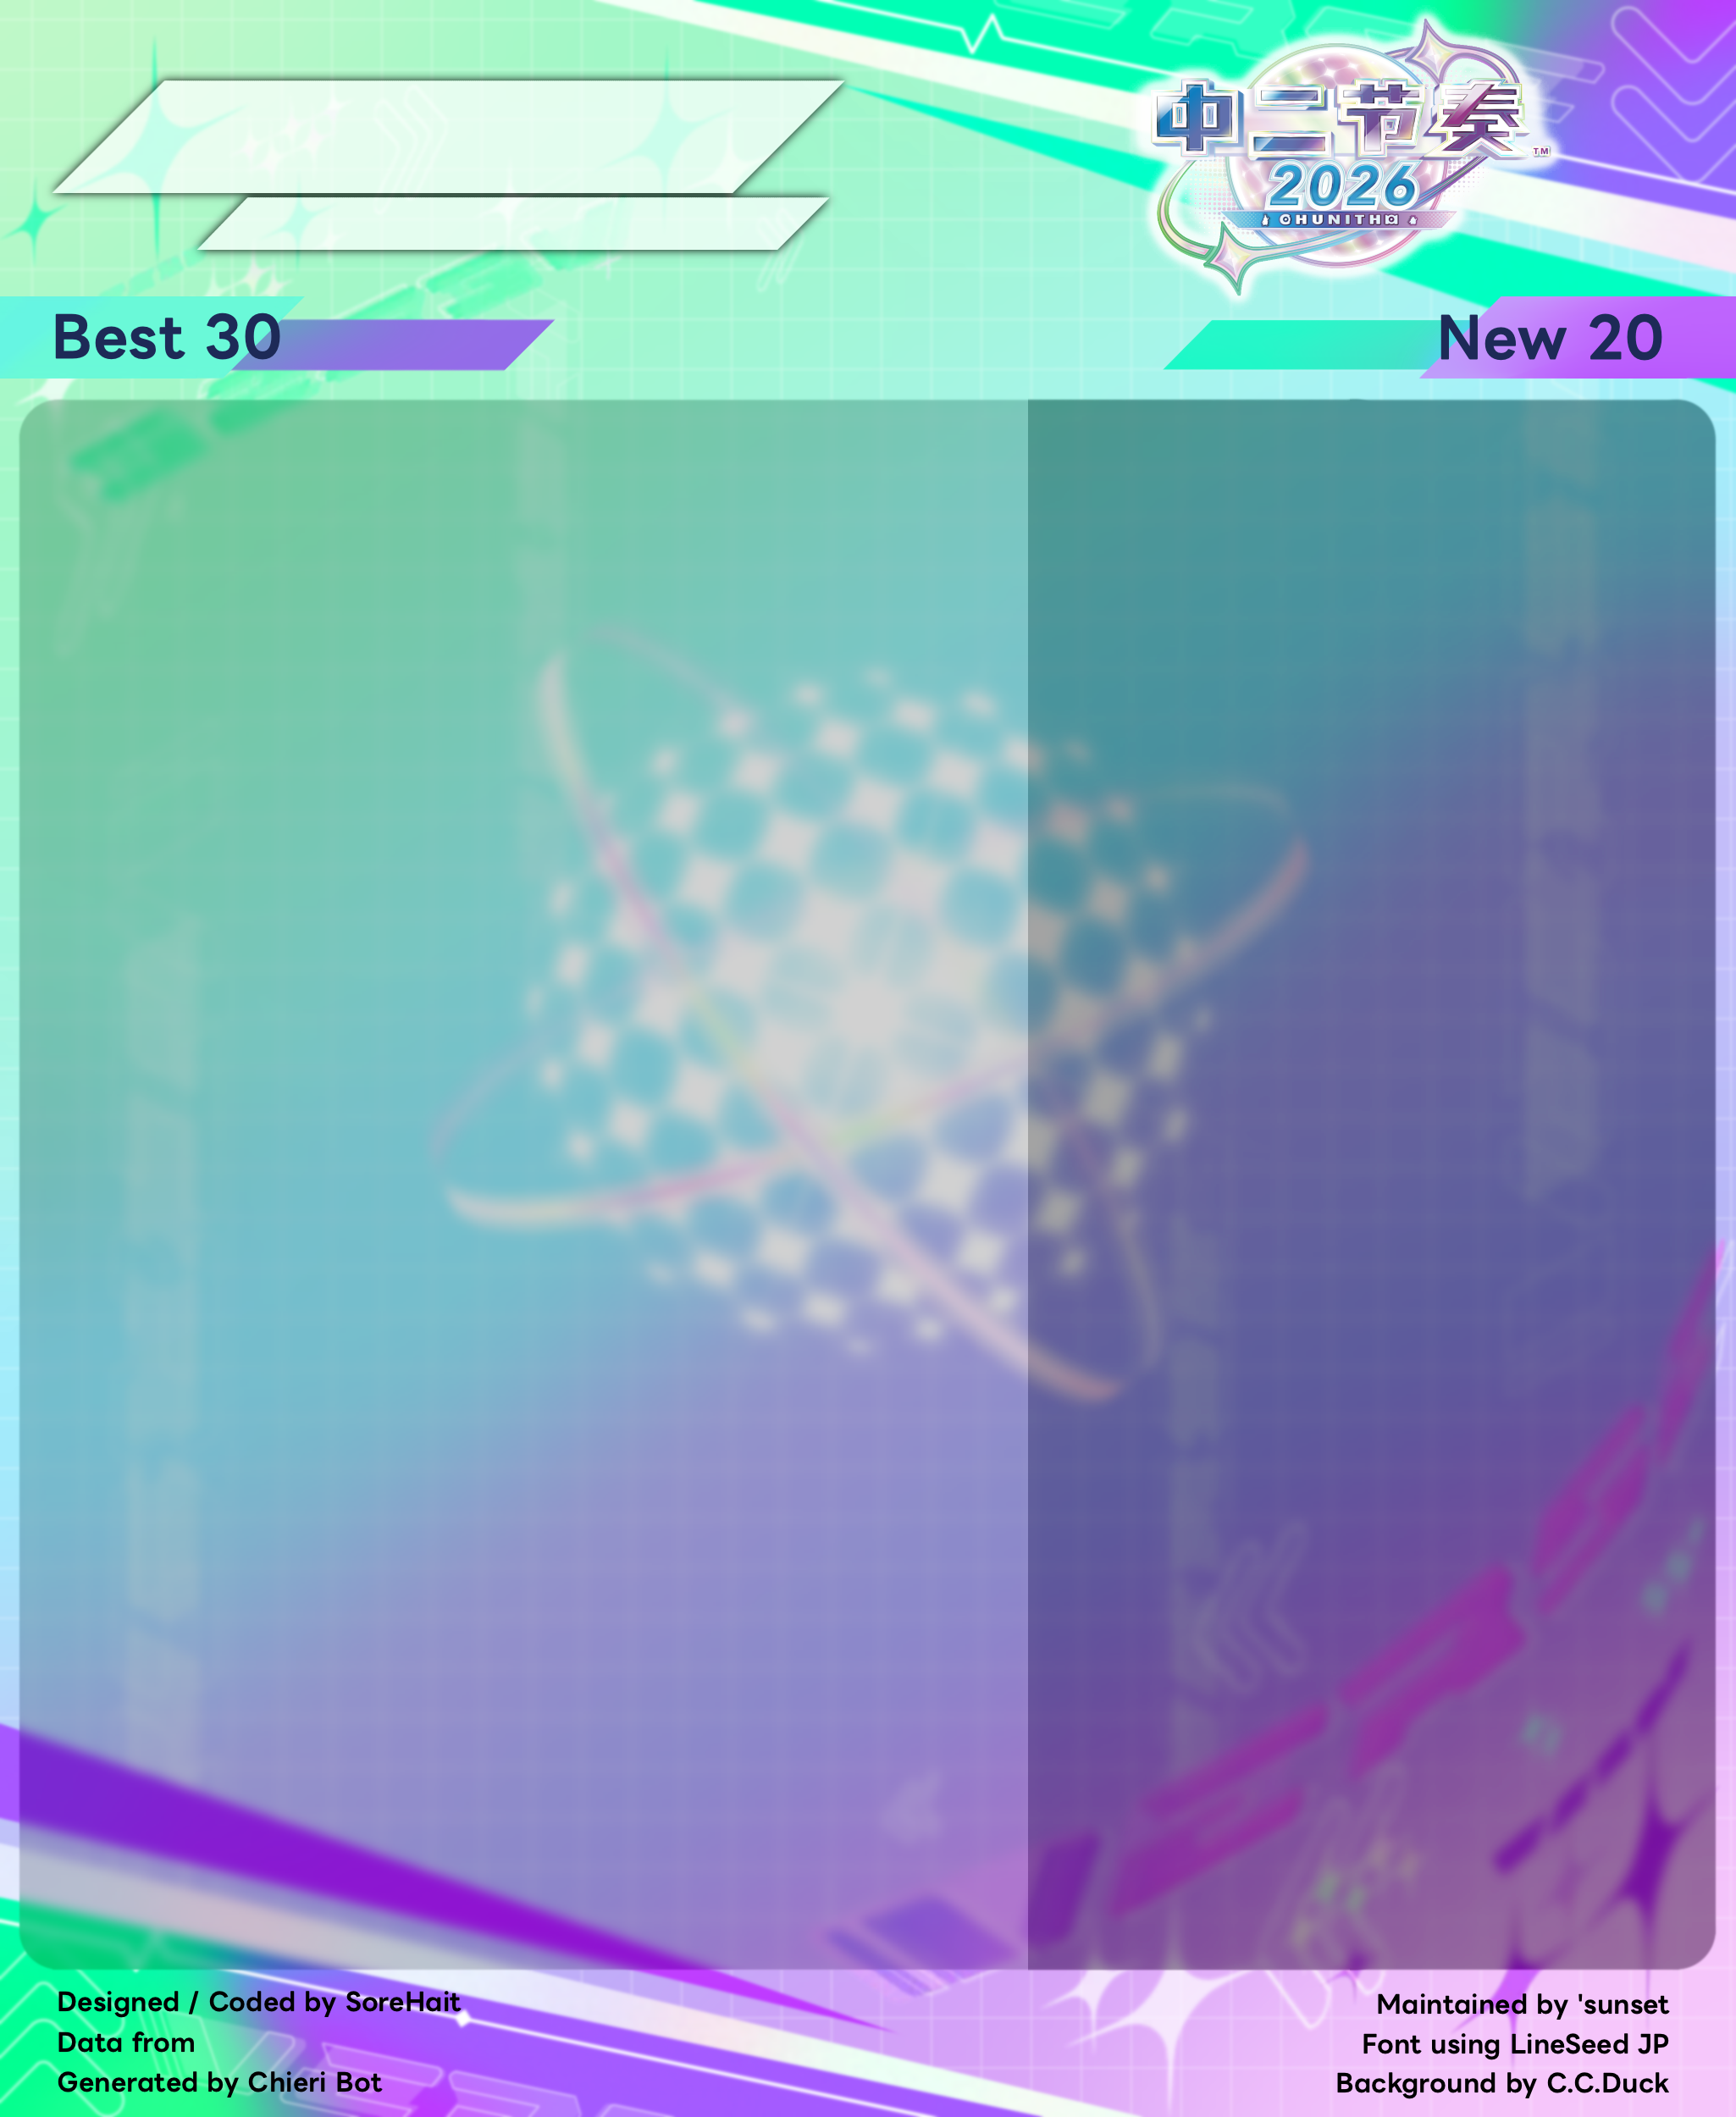 中二节奏
TM
2026
CHUNITHM
Best 30
New 20
Designed / Coded by SoreHait
Data from
Generated by Chieri Bot
Maintained by 'sunset
Font using LineSeed JP
Background by C.C.Duck